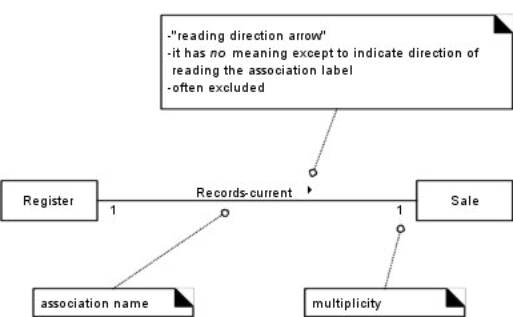 -"reading direction arrow"
-it has no meaning except to indicate direction of
reading the association label
-often excluded
Register
Records-current
Sale
1
1
association name
multiplicity